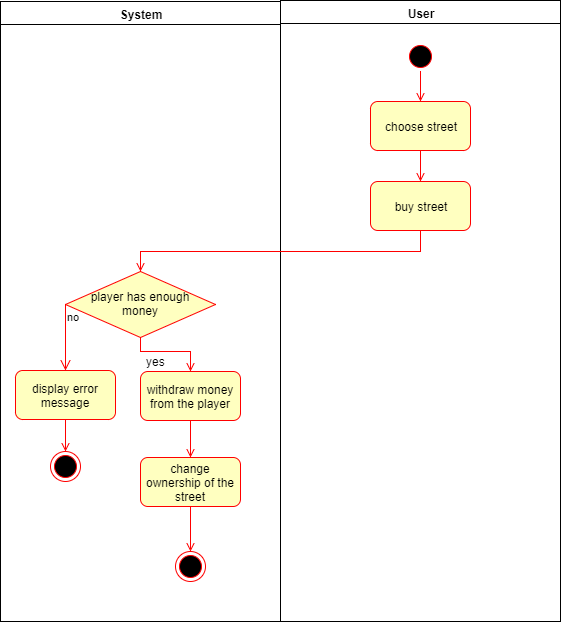 System
User
choose street
buy street
player has enough
money
no
yes
display error
message
withdraw money
from the player
change
ownership of the
street